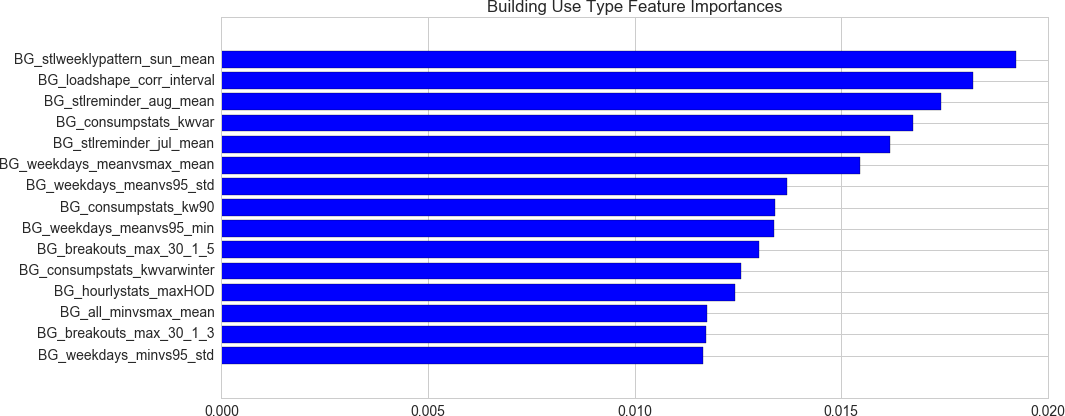 Building Use Type Feature Importances
BG_stlweeklypattern_sun_mean
BG_loadshape_corr_interval
BG_stlreminder_aug_mean
BG_consumpstats_kwvar
BG_stlreminder_jul_mean
BG_weekdays_meanvsmax_mean
BG_weekdays_meanvs95_std
BG_consumpstats_kw90
BG_weekdays_meanvs95_min
BG_breakouts_max_30_1_5
BG_consumpstats_kwvarwinter
BG_hourlystats_maxHOD
BG_all_minvsmax_mean
BG_breakouts_max_30_1_3
BG_weekdays_minvs95_std
0.000 0.005 0.010 0.015 0.020